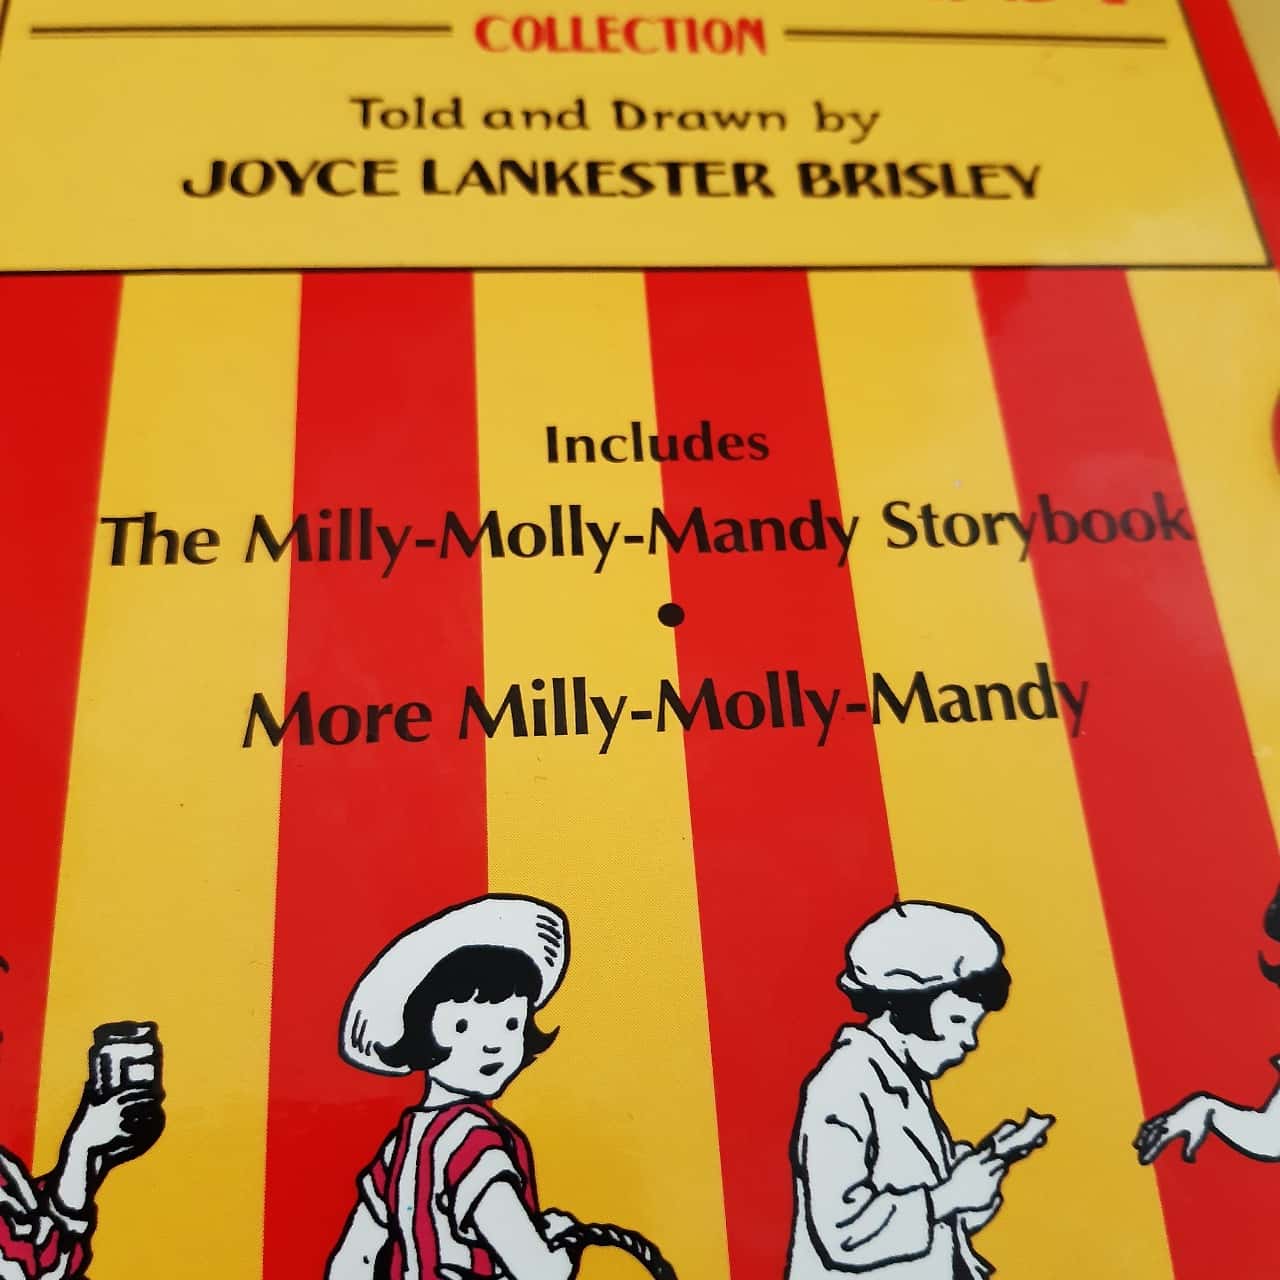 COLLECTION
Told and Drawn by
JOYCE LANKESTER BRISLEY
Includes
The Milly-Molly-Mandy Storybook
•
More Milly-Molly-Mandy